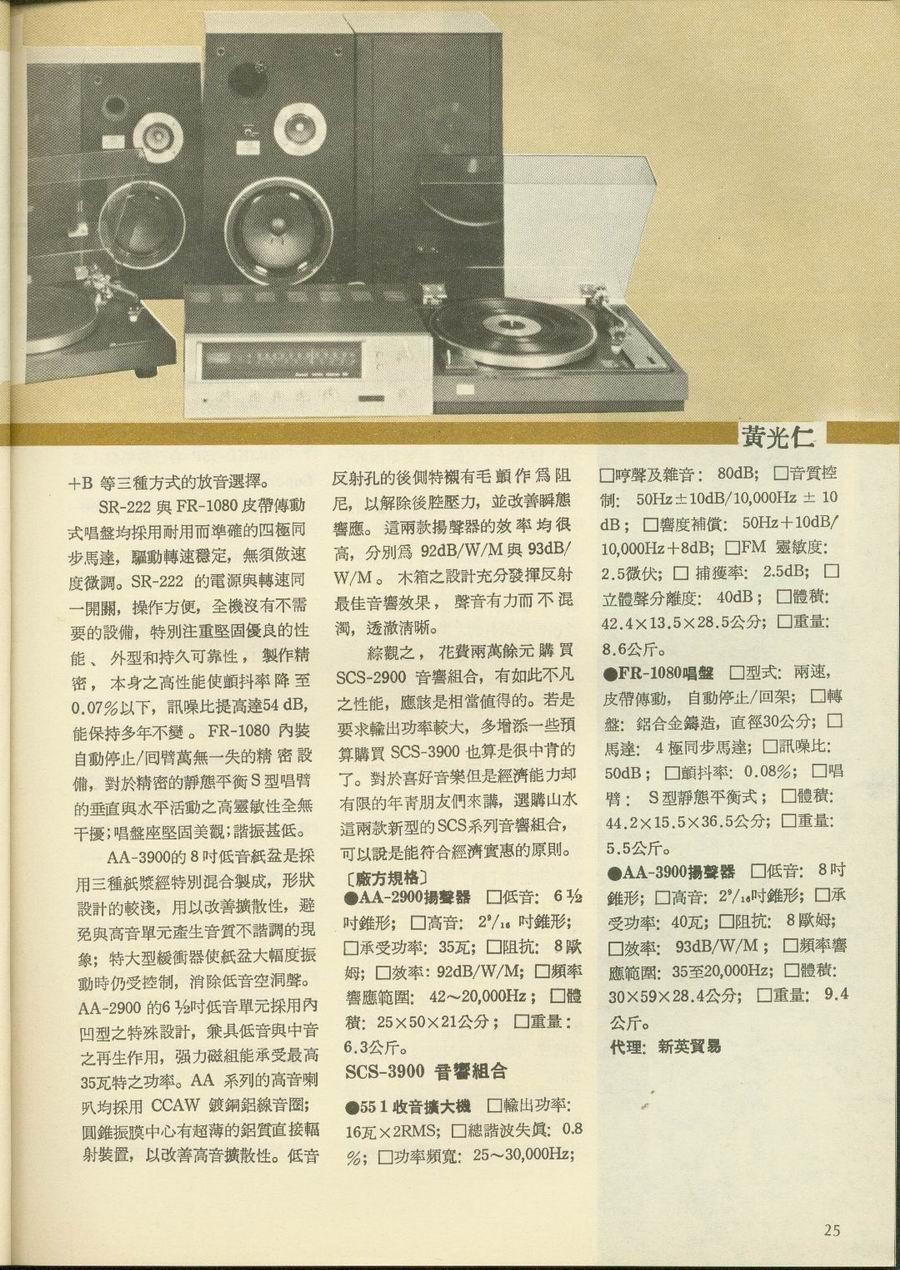 黃光仁
+B 等三種方式的放音選擇。
SR-222 與 FR-1080 皮帶傳動
式唱盤均採用耐用而準確的四極同
步馬達，驅動轉速穩定，無須做速
度微調。SR-222 的電源與轉速同
一開關，操作方便，全機沒有不需
要的設備，特別注重堅固優良的性
能、外型和持久可靠性，製作精
密，本身之高性能使顫抖率降至
0.07%以下，訊噪比提高達54 dB,
能保持多年不變。FR-1080 內裝
自動停止/回臂萬無一失的精密設
備，對於精密的靜態平衡S型唱臂
的垂直與水平活動之高靈敏性全無
干擾；唱盤座堅固美觀；諧振甚低。
AA-3900的8吋低音紙盆是採
用三種紙漿經特別混合製成，形狀
設計的較淺，用以改善擴散性，避
免與高音單元產生音質不諧調的現
象；特大型緩衝器使紙盆大幅度振
動時仍受控制，消除低音空洞聲。
AA-2900 的6½吋低音單元採用內
凹型之特殊設計，兼具低音與中音
之再生作用，强力磁組能承受最高
35瓦特之功率。AA 系列的高音喇
叭均採用 CCAW 鍍銅鋁線音圈；
圓錐振膜中心有超薄的鋁質直接輻
射裝置，以改善高音擴散性。低音
反射孔的後側特襯有毛顫作爲阻
尼，以解除後腔壓力，並改善瞬態
響應。這兩款揚聲器的效率均很
高，分別爲 92dB/W/M 與 93dB/
W/M。木箱之設計充分發揮反射
最佳音響效果，聲音有力而不混
濁，透澈清晰。
綜觀之，花費兩萬餘元購買
SCS-2900 音響組合，有如此不凡
之性能，應該是相當值得的。若是
要求輸出功率較大，多增添一些預
算購買 SCS-3900 也算是很中肯的
了。對於喜好音樂但是經濟能力却
有限的年青朋友們來講，選購山水
這兩款新型的SCS系列音響組合，
可以說是能符合經濟實惠的原則。
〔廠方規格〕
●AA-2900揚聲器 □低音：6½
吋錐形；□高音：2⁹/₁₆ 吋錐形；
□承受功率：35瓦；□阻抗：8歐
姆；□效率：92dB/W/M；□頻率
響應範圍：42～20,000Hz；□體
積：25×50×21公分；□重量：
6.3公斤。
SCS-3900 音響組合
●551收音擴大機 □輸出功率：
16瓦×2RMS；□總諧波失眞：0.8
%；□功率頻寬：25～30,000Hz；
□哼聲及雜音：80dB；□音質控
制：50Hz±10dB/10,000Hz ± 10
dB；□響度補償：50Hz+10dB/
10,000Hz+8dB；□FM 靈敏度：
2.5微伏；□捕獲率：2.5dB；□
立體聲分離度：40dB；□體積：
42.4×13.5×28.5公分；□重量：
8.6公斤。
●FR-1080唱盤 □型式：兩速，
皮帶傳動，自動停止/回架；□轉
盤：鋁合金鑄造，直徑30公分；□
馬達：4極同步馬達；□訊噪比：
50dB；□顫抖率：0.08%；□唱
臂：S型靜態平衡式；□體積：
44.2×15.5×36.5公分；□重量：
5.5公斤。
●AA-3900揚聲器 □低音：8吋
錐形；□高音：2⁹/₁₆吋錐形；□承
受功率：40瓦；□阻抗：8歐姆；
□效率：93dB/W/M；□頻率響
應範圍：35至20,000Hz；□體積：
30×59×28.4公分；□重量：9.4
公斤。
代理：新英貿易
25